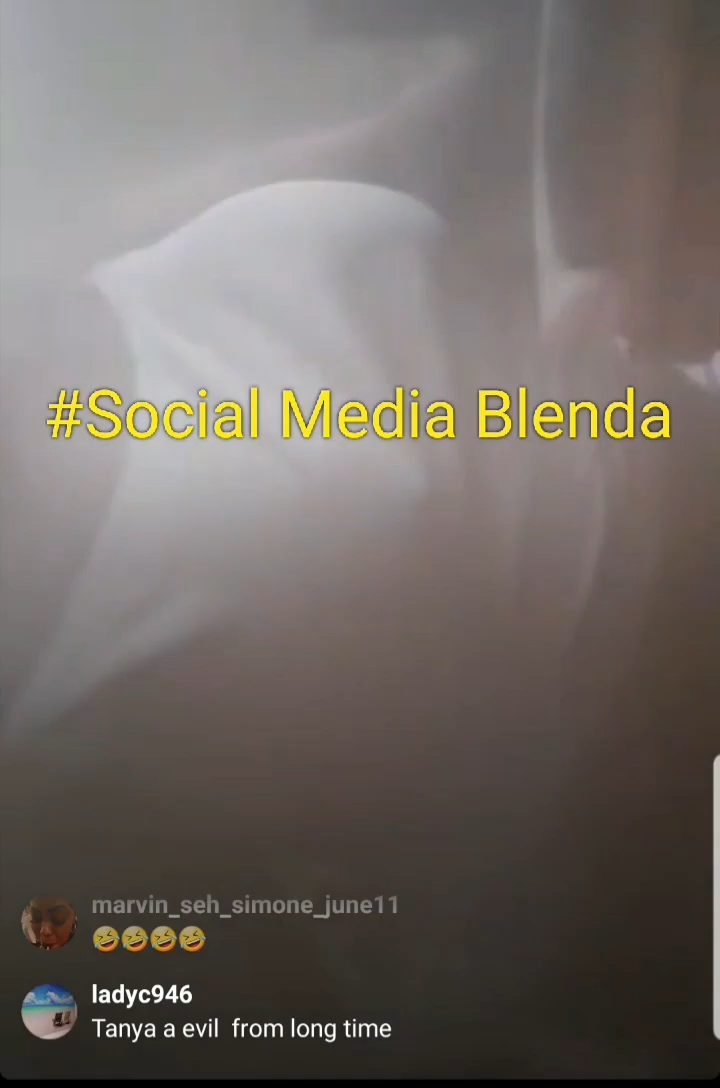 #Social Media Blenda
marvin_seh_simone_june11
🤣🤣🤣🤣
ladyc946
Tanya a evil  from long time